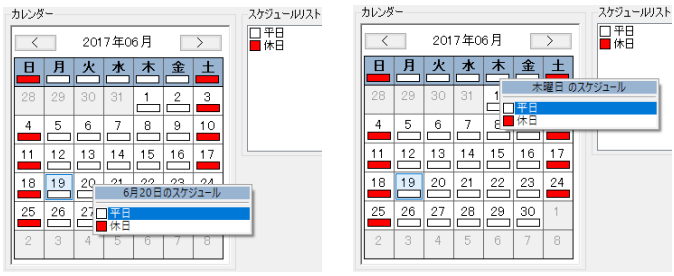 カレンダー
スケジュールリスト
< 2017年06月 >
平日
休日
日 月 火 水 木 金 土
28 29 30 31 1 2 3
4 5 6 7 8 9 10
11 12 13 14 15 16 17
18 19 20 21 22 23 24
6月20日のスケジュール
25 26 27
平日
休日
2 3 4 5 6 7 8
カレンダー
スケジュールリスト
< 2017年06月 >
平日
休日
日 月 火 水 木 金 土
木曜日 のスケジュール
28 29 30 31 1
平日
4 5 6 7 8
休日
10
11 12 13 14 15 16 17
18 19 20 21 22 23 24
25 26 27 28 29 30 1
2 3 4 5 6 7 8